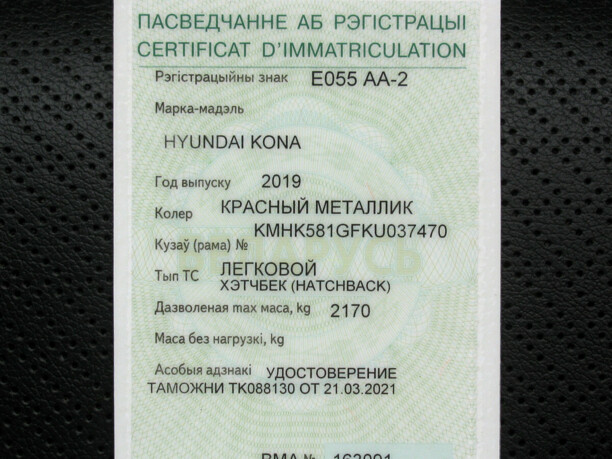 ПАСВЕДЧАННЕ АБ РЭГІСТРАЦЫІ
CERTIFICAT D'IMMATRICULATION
Рэгістрацыйны знак E055 AA-2
Марка-мадэль
HYUNDAI KONA
Год выпуску 2019
Колер КРАСНЫЙ МЕТАЛЛИК
KMHK581GFKU037470
Кузаў (рама) №
БЕЛАРУСЬ
Тып ТС ЛЕГКОВОЙ
ХЭТЧБЕК (HATCHBACK)
Дазволеная max маса, kg 2170
Маса без нагрузкі, kg
Асобыя адзнакі УДОСТОВЕРЕНИЕ
ТАМОЖНИ ТК088130 ОТ 21.03.2021